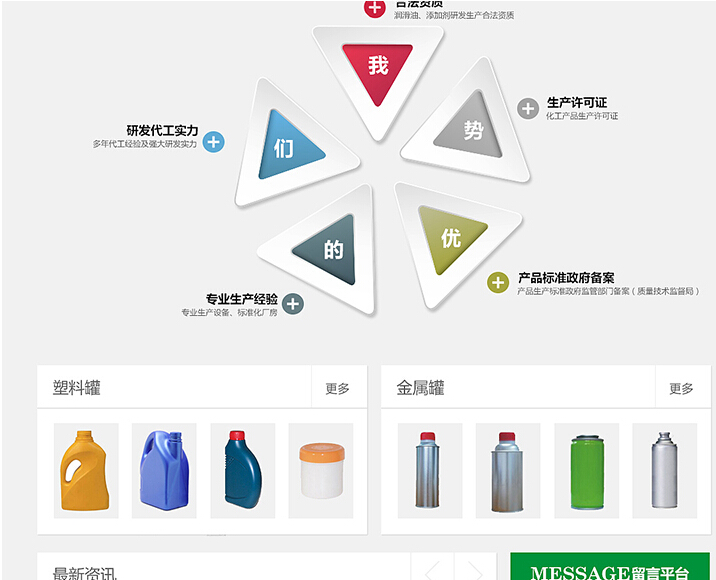 合法资质
润滑油、添加剂研发生产合法资质
我
势
生产许可证
化工产品生产许可证
研发代工实力
多年代工经验及强大研发实力
们
的
优
产品标准政府备案
产品生产标准政府监管部门备案（质量技术监督局）
专业生产经验
专业生产设备、标准化厂房
塑料罐
更多
金属罐
更多
最新资讯
MESSAGE留言平台